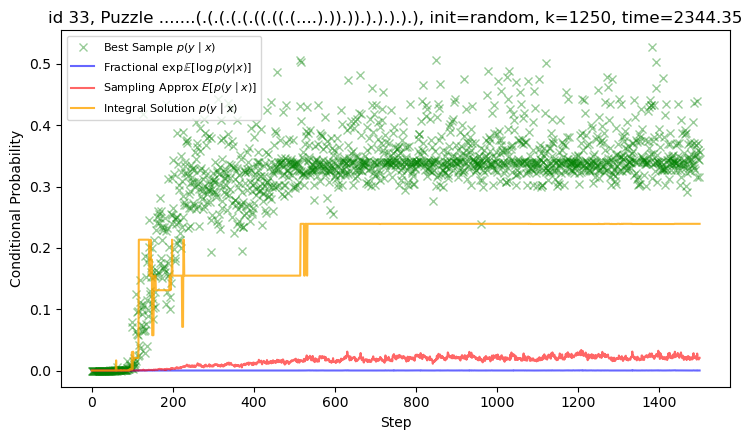 id 33, Puzzle .......(.(.(.(.(.((.((.(....).)).)).).).).).), init=random, k=1250, time=2344.35
Best Sample p(y | x)
Fractional exp 𝔼[log p(y|x)]
Sampling Approx E[p(y | x)]
Integral Solution p(y | x)
Conditional Probability
0.5
0.4
0.3
0.2
0.1
0.0
0 200 400 600 800 1000 1200 1400
Step